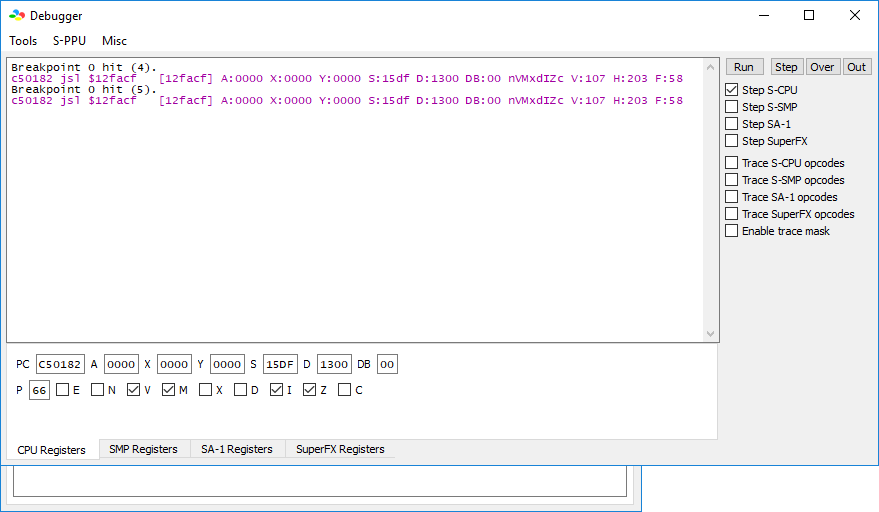 Debugger
Tools S-PPU Misc
Breakpoint 0 hit (4).
c50182 jsl $12facf [12facf] A:0000 X:0000 Y:0000 S:15df D:1300 DB:00 nVMxdIZc V:107 H:203 F:58
Breakpoint 0 hit (5).
c50182 jsl $12facf [12facf] A:0000 X:0000 Y:0000 S:15df D:1300 DB:00 nVMxdIZc V:107 H:203 F:58
Run Step Over Out
Step S-CPU
Step S-SMP
Step SA-1
Step SuperFX
Trace S-CPU opcodes
Trace S-SMP opcodes
Trace SA-1 opcodes
Trace SuperFX opcodes
Enable trace mask
PC C50182 A 0000 X 0000 Y 0000 S 15DF D 1300 DB 00
P 66 E N V M X D I Z C
CPU Registers SMP Registers SA-1 Registers SuperFX Registers